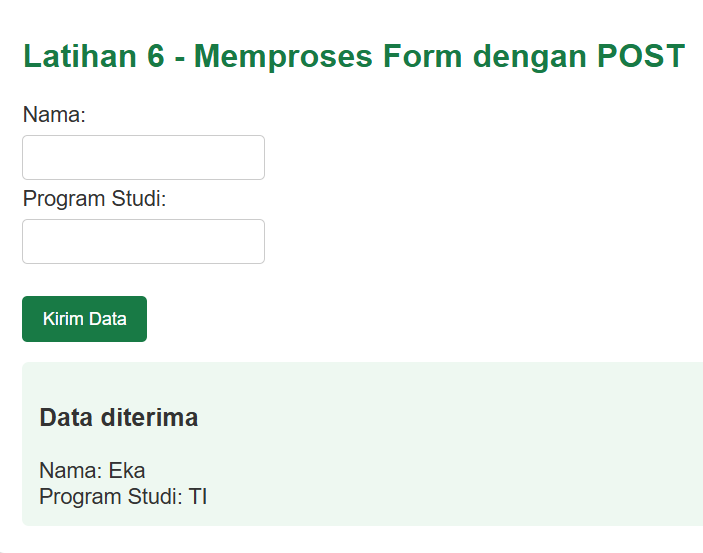 Latihan 6 - Memproses Form dengan POST
Nama:
Program Studi:
Kirim Data
Data diterima
Nama: Eka
Program Studi: TI